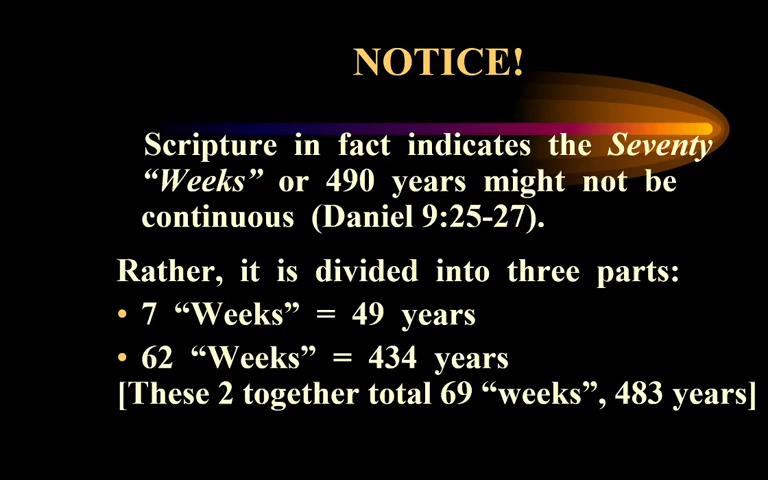 NOTICE!
Scripture in fact indicates the Seventy
“Weeks” or 490 years might not be
continuous (Daniel 9:25-27).
Rather, it is divided into three parts:
• 7 “Weeks” = 49 years
• 62 “Weeks” = 434 years
[These 2 together total 69 “weeks”, 483 years]